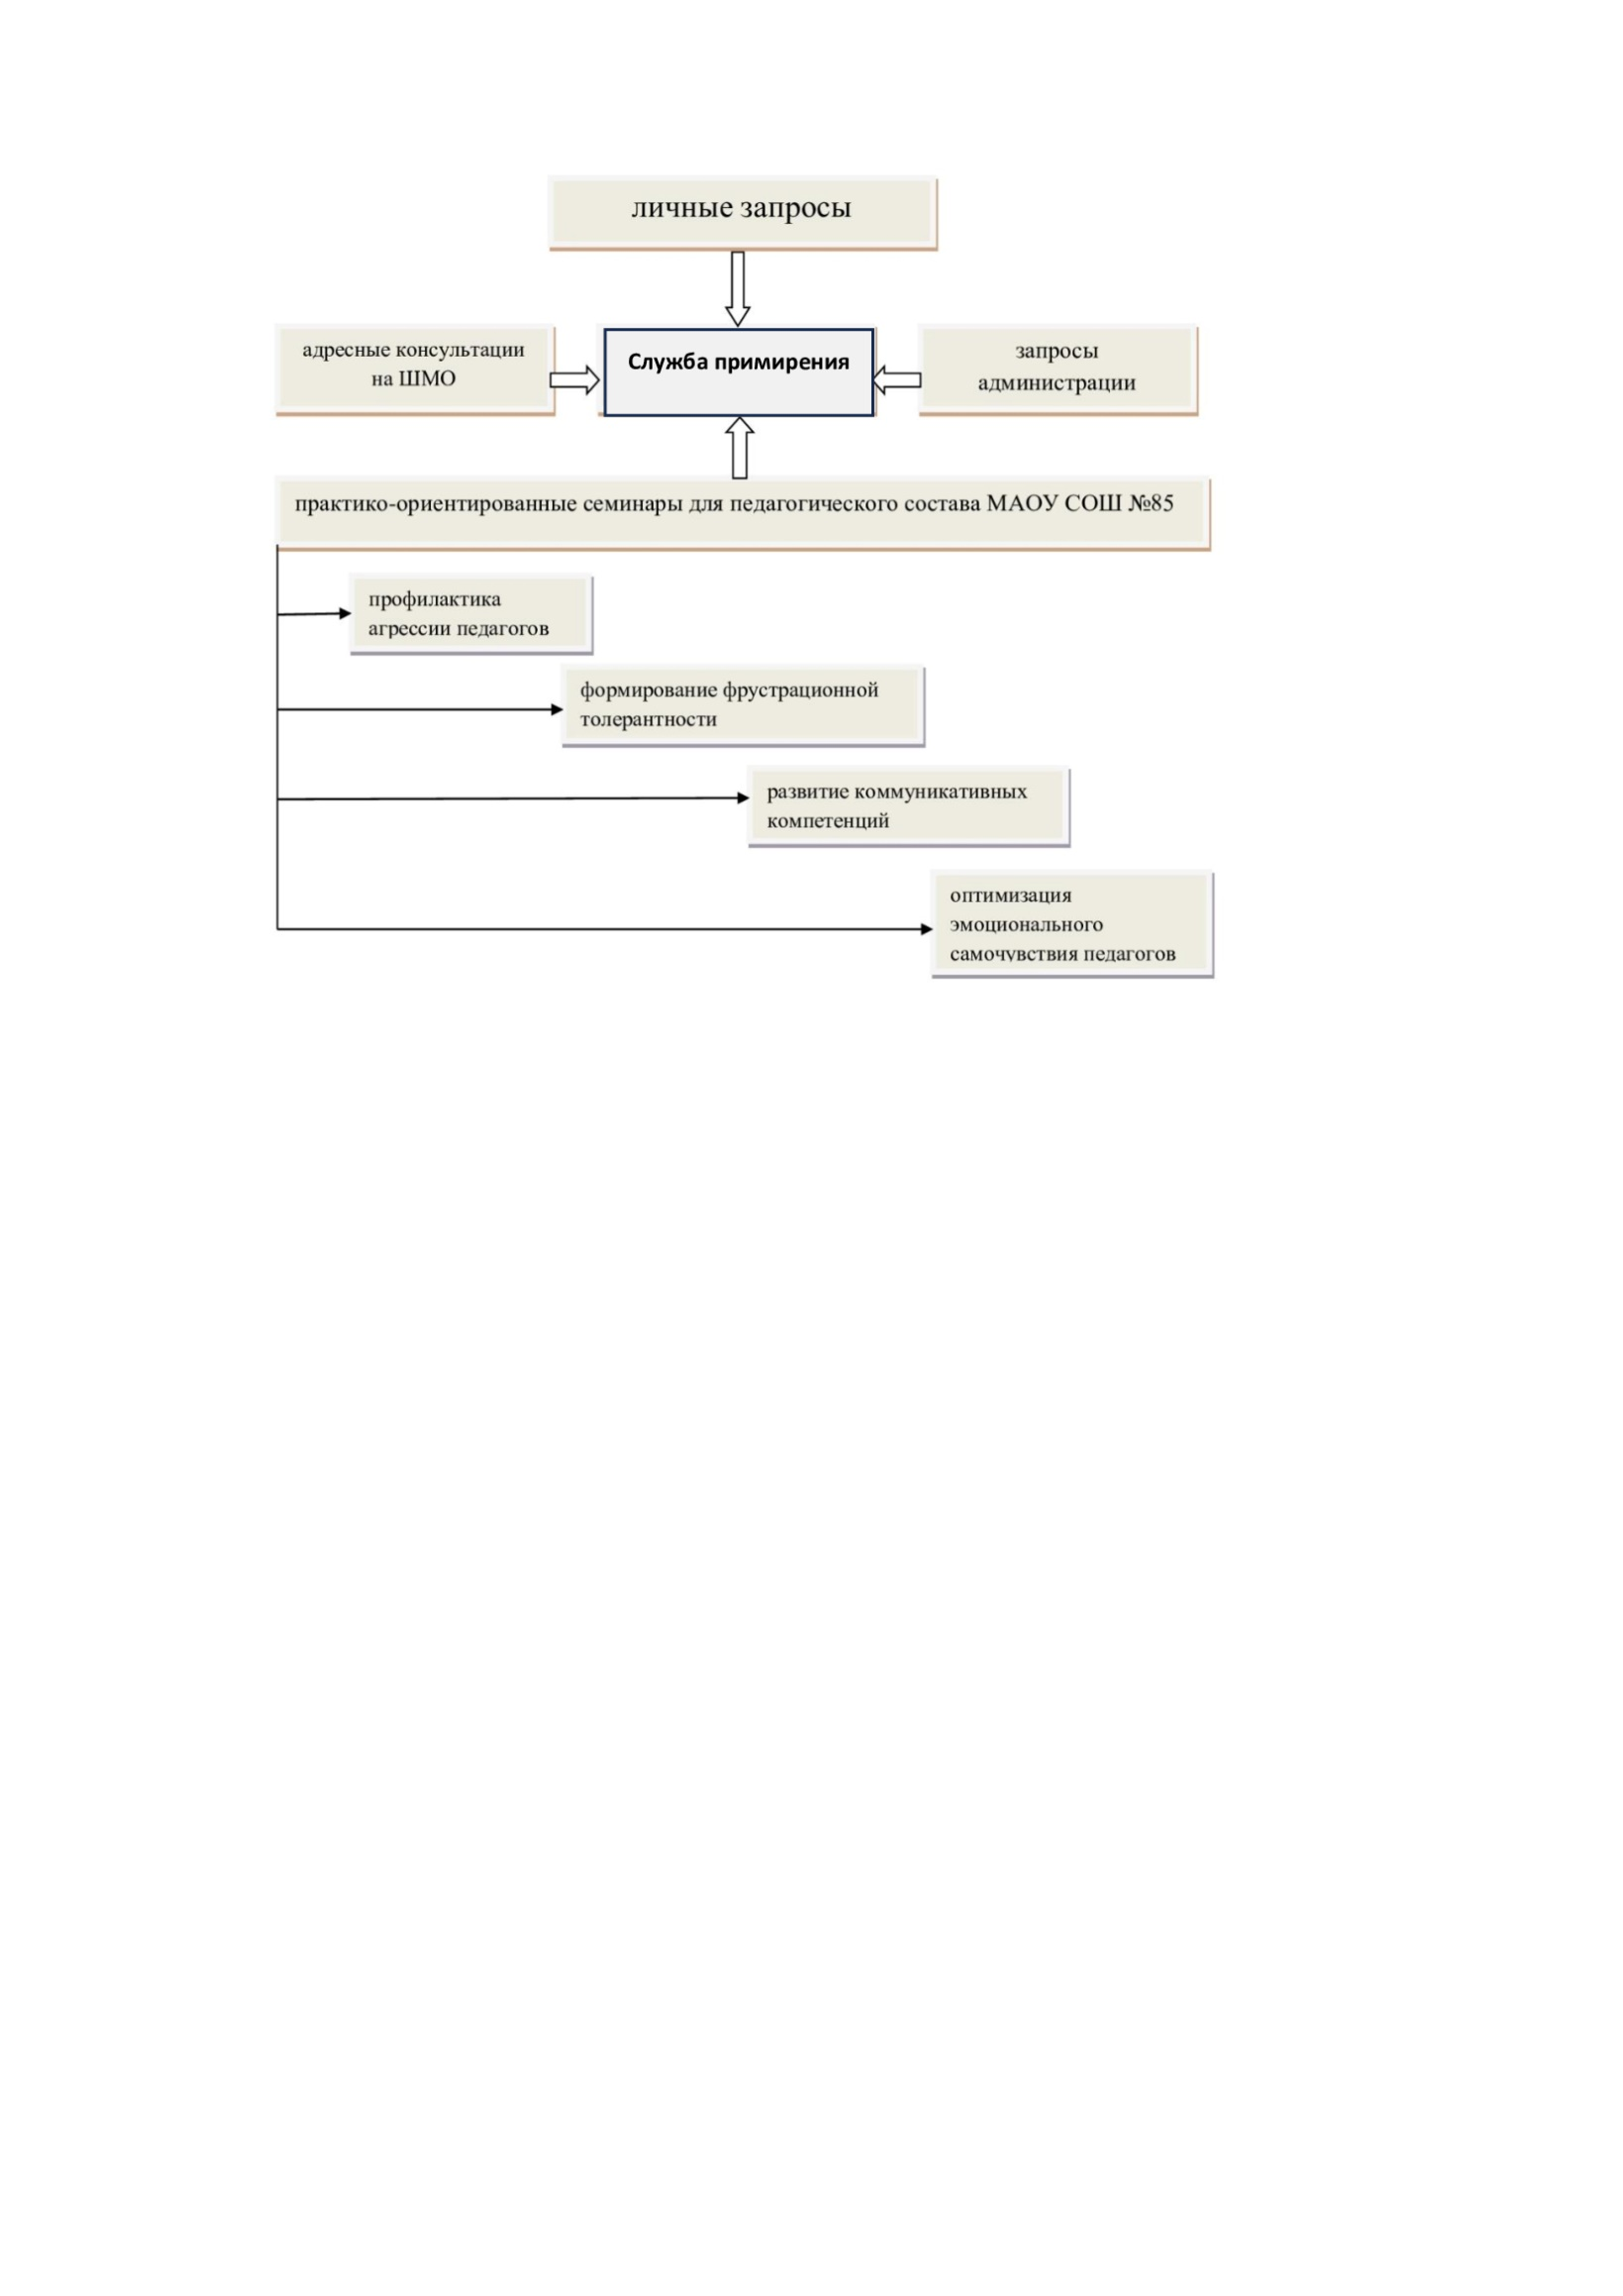 личные запросы
адресные консультации
на ШМО
Служба примирения
запросы
администрации
практико-ориентированные семинары для педагогического состава МАОУ СОШ №85
профилактика
агрессии педагогов
формирование фрустрационной
толерантности
развитие коммуникативных
компетенций
оптимизация
эмоционального
самочувствия педагогов